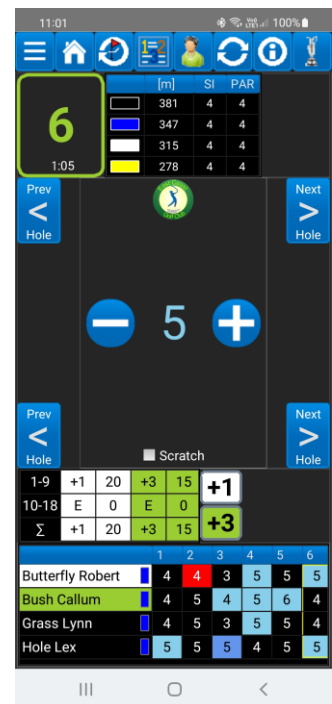 11:01 100%
1-2
[m] SI PAR
6 381 4 4
347 4 4
315 4 4
1:05 278 4 4
Prev Next
< >
Hole Hole
5
Prev Next
< >
Hole Scratch Hole
1-9 +1 20 +3 15 +1
10-18 E 0 E 0
Σ +1 0 +3 15 +3
1 2 3 4 5 6
Butterfly Robert 4 4 3 5 5 5
Bush Callum 4 5 4 5 6 4
Grass Lynn 4 5 3 5 5 5
Hole Lex 5 5 5 4 5 5